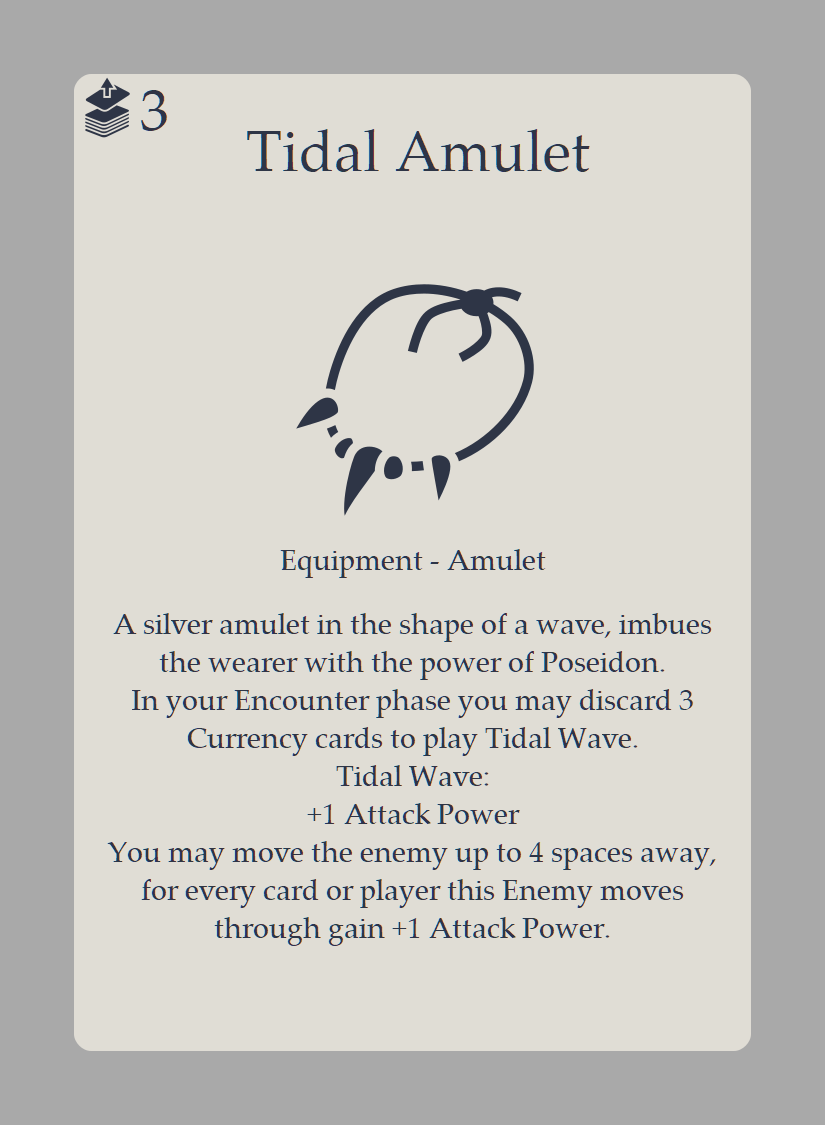 3
Tidal Amulet
Equipment - Amulet
A silver amulet in the shape of a wave, imbues
the wearer with the power of Poseidon.
In your Encounter phase you may discard 3
Currency cards to play Tidal Wave.
Tidal Wave:
+1 Attack Power
You may move the enemy up to 4 spaces away,
for every card or player this Enemy moves
through gain +1 Attack Power.